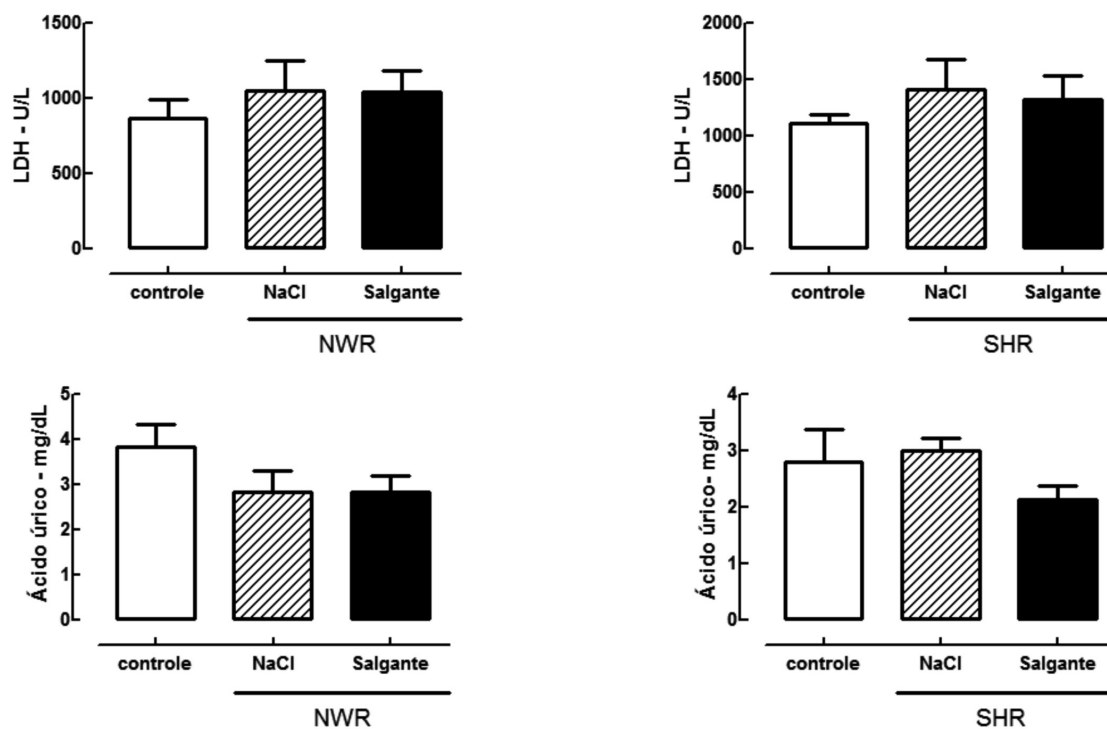 LDH - U/L
1500
1000
500
0
controle NaCl Salgante
NWR
LDH - U/L
2000
1500
1000
500
0
controle NaCl Salgante
SHR
Ácido úrico - mg/dL
5
4
3
2
1
0
controle NaCl Salgante
NWR
Ácido úrico- mg/dL
4
3
2
1
0
controle NaCl Salgante
SHR